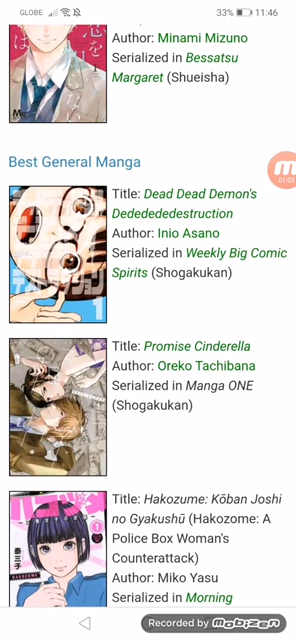 GLOBE 33% 11:46
Author: Minami Mizuno
Serialized in Bessatsu
Margaret (Shueisha)
Best General Manga
01:03
Title: Dead Dead Demon's
Dededededestruction
Author: Inio Asano
Serialized in Weekly Big Comic
Spirits (Shogakukan)
Title: Promise Cinderella
Author: Oreko Tachibana
Serialized in Manga ONE
(Shogakukan)
Title: Hakozume: Kōban Joshi
no Gyakushū (Hakozume: A
Police Box Woman's
Counterattack)
Author: Miko Yasu
Serialized in Morning
Recorded by mobizen